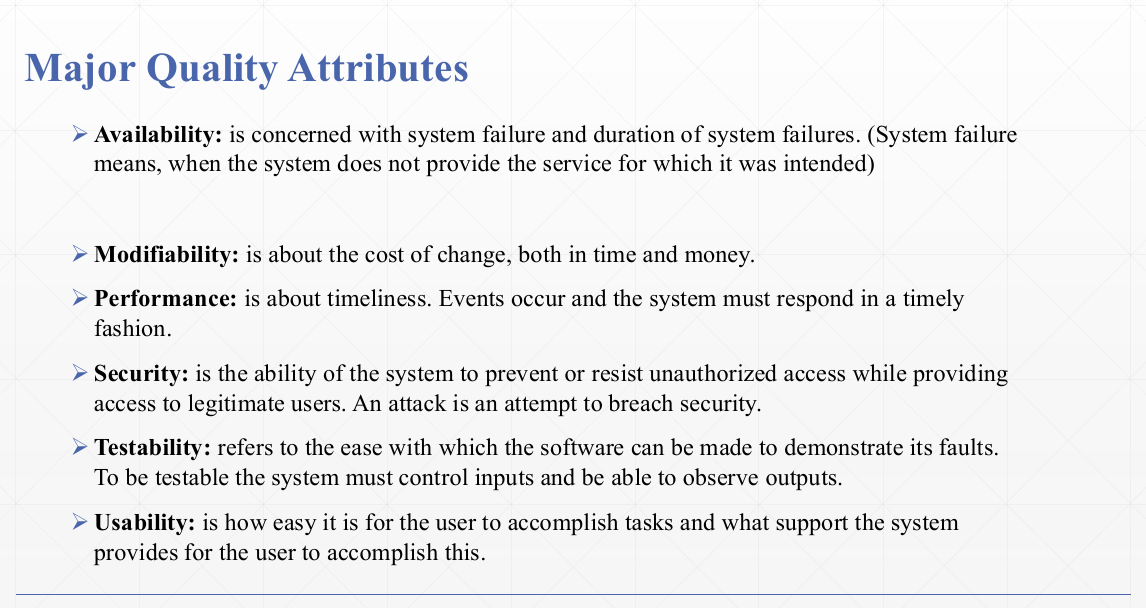 Major Quality Attributes
➢ Availability: is concerned with system failure and duration of system failures. (System failure
means, when the system does not provide the service for which it was intended)
➢ Modifiability: is about the cost of change, both in time and money.
➢ Performance: is about timeliness. Events occur and the system must respond in a timely
fashion.
➢ Security: is the ability of the system to prevent or resist unauthorized access while providing
access to legitimate users. An attack is an attempt to breach security.
➢ Testability: refers to the ease with which the software can be made to demonstrate its faults.
To be testable the system must control inputs and be able to observe outputs.
➢ Usability: is how easy it is for the user to accomplish tasks and what support the system
provides for the user to accomplish this.